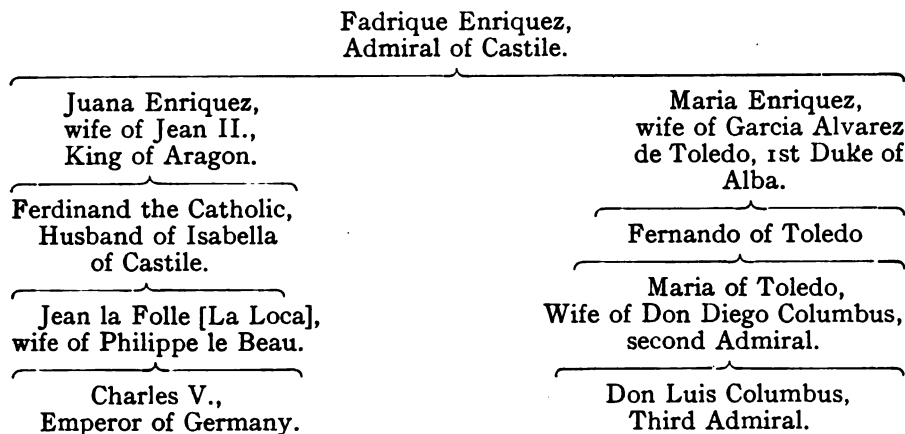 Fadrique Enriquez,
Admiral of Castile.
Juana Enriquez,
wife of Jean II.,
King of Aragon.
Ferdinand the Catholic,
Husband of Isabella
of Castile.
Jean la Folle [La Loca],
wife of Philippe le Beau.
Charles V.,
Emperor of Germany.
Maria Enriquez,
wife of Garcia Alvarez
de Toledo, 1st Duke of
Alba.
Fernando of Toledo
Maria of Toledo,
Wife of Don Diego Columbus,
second Admiral.
Don Luis Columbus,
Third Admiral.